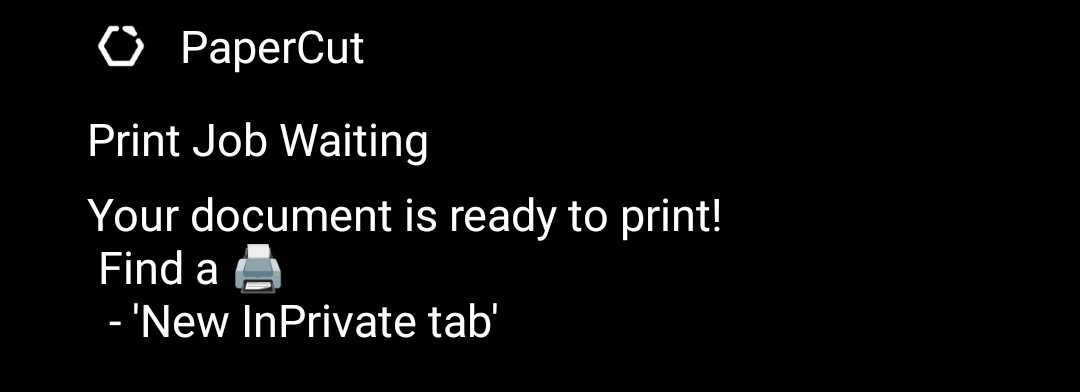 PaperCut
Print Job Waiting
Your document is ready to print!
Find a 🖨️
- 'New InPrivate tab'